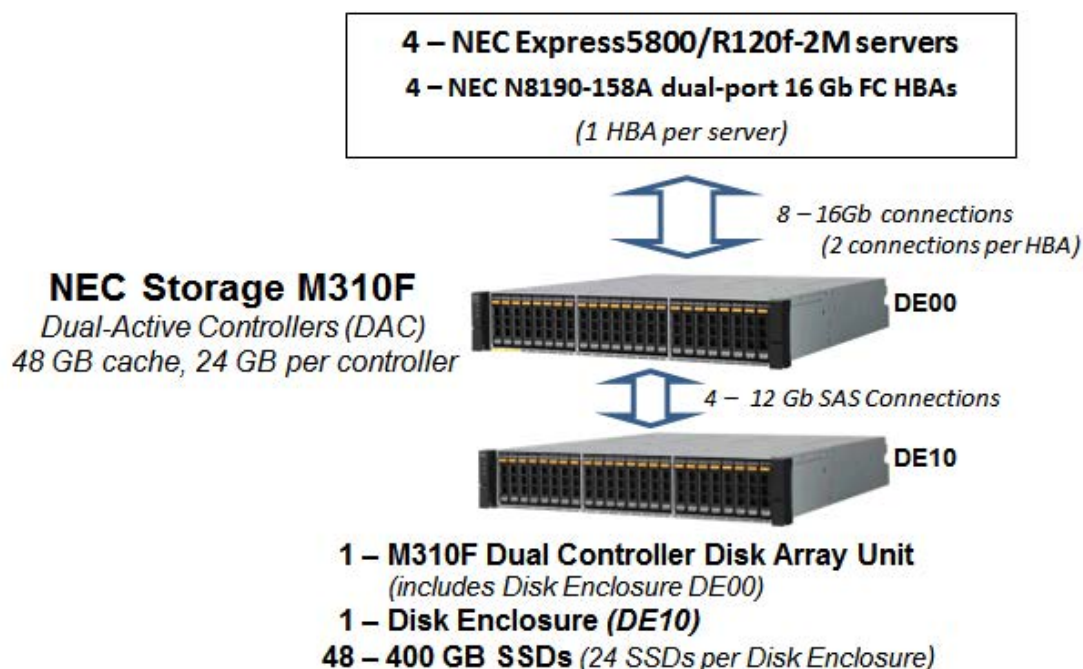 4 – NEC Express5800/R120f-2M servers
4 – NEC N8190-158A dual-port 16 Gb FC HBAs
(1 HBA per server)
8 – 16Gb connections
(2 connections per HBA)
NEC Storage M310F
Dual-Active Controllers (DAC)
48 GB cache, 24 GB per controller
DE00
4 – 12 Gb SAS Connections
DE10
1 – M310F Dual Controller Disk Array Unit
(includes Disk Enclosure DE00)
1 – Disk Enclosure (DE10)
48 – 400 GB SSDs (24 SSDs per Disk Enclosure)